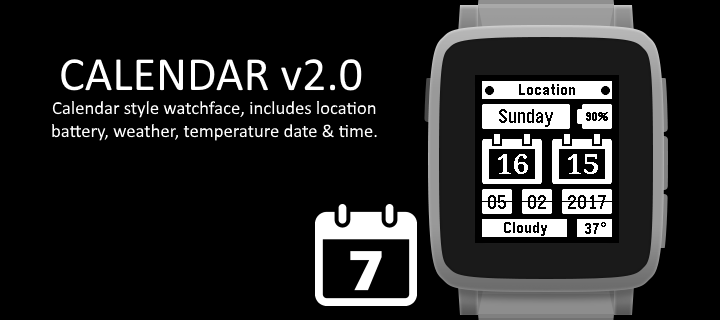 CALENDAR v2.0
Calendar style watchface, includes location
battery, weather, temperature date & time.
Location
Sunday 90%
16 15
05 02 2017
Cloudy 37°
7